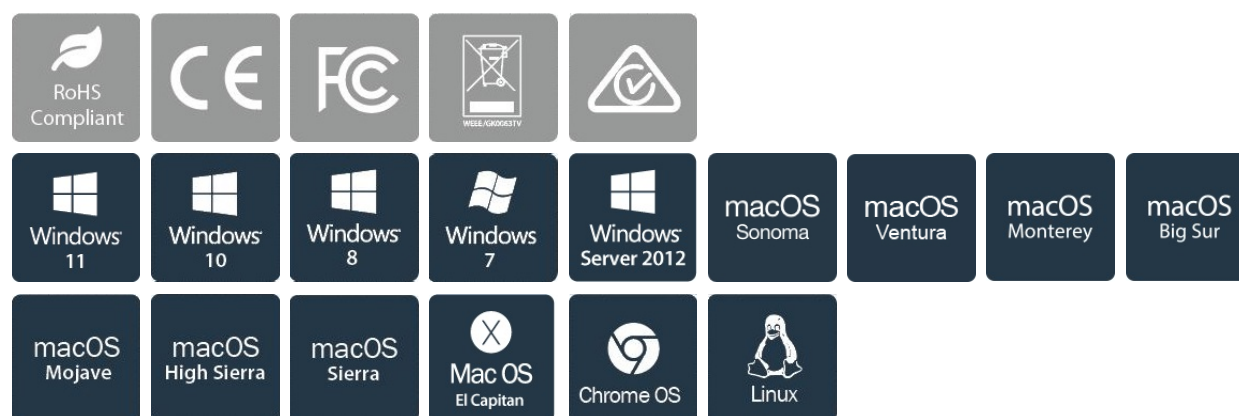 RoHS
Compliant
CE
FC
WEEE/GK0063TV
Windows
11
Windows
10
Windows
8
Windows
7
Windows
Server 2012
macOS
Sonoma
macOS
Ventura
macOS
Monterey
macOS
Big Sur
macOS
Mojave
macOS
High Sierra
macOS
Sierra
X
Mac OS
El Capitan
Chrome OS
Linux